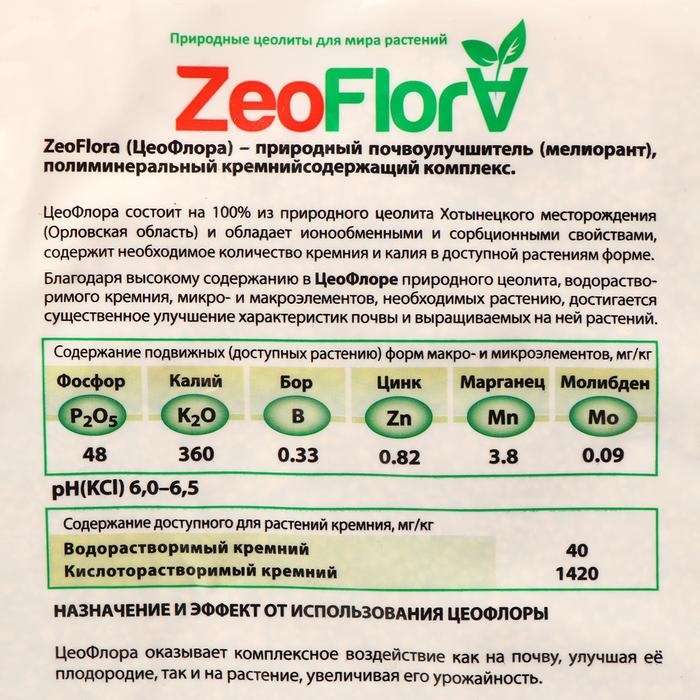 Природные цеолиты для мира растений
ZeoFlora
ZeoFlora (ЦеоФлора) – природный почвоулучшитель (мелиорант),
полиминеральный кремнийсодержащий комплекс.
ЦеоФлора состоит на 100% из природного цеолита Хотынецкого месторождения
(Орловская область) и обладает ионообменными и сорбционными свойствами,
содержит необходимое количество кремния и калия в доступной растениям форме.
Благодаря высокому содержанию в ЦеоФлоре природного цеолита, водораство-
римого кремния, микро- и макроэлементов, необходимых растению, достигается
существенное улучшение характеристик почвы и выращиваемых на ней растений.
Содержание подвижных (доступных растению) форм макро- и микроэлементов, мг/кг
Фосфор Калий Бор Цинк Марганец Молибден
P₂O₅ K₂O B Zn Mn Mo
48 360 0.33 0.82 3.8 0.09
pH(KCl) 6,0–6,5
Содержание доступного для растений кремния, мг/кг
Водорастворимый кремний 40
Кислоторастворимый кремний 1420
НАЗНАЧЕНИЕ И ЭФФЕКТ ОТ ИСПОЛЬЗОВАНИЯ ЦЕОФЛОРЫ
ЦеоФлора оказывает комплексное воздействие как на почву, улучшая её
плодородие, так и на растение, увеличивая его урожайность.